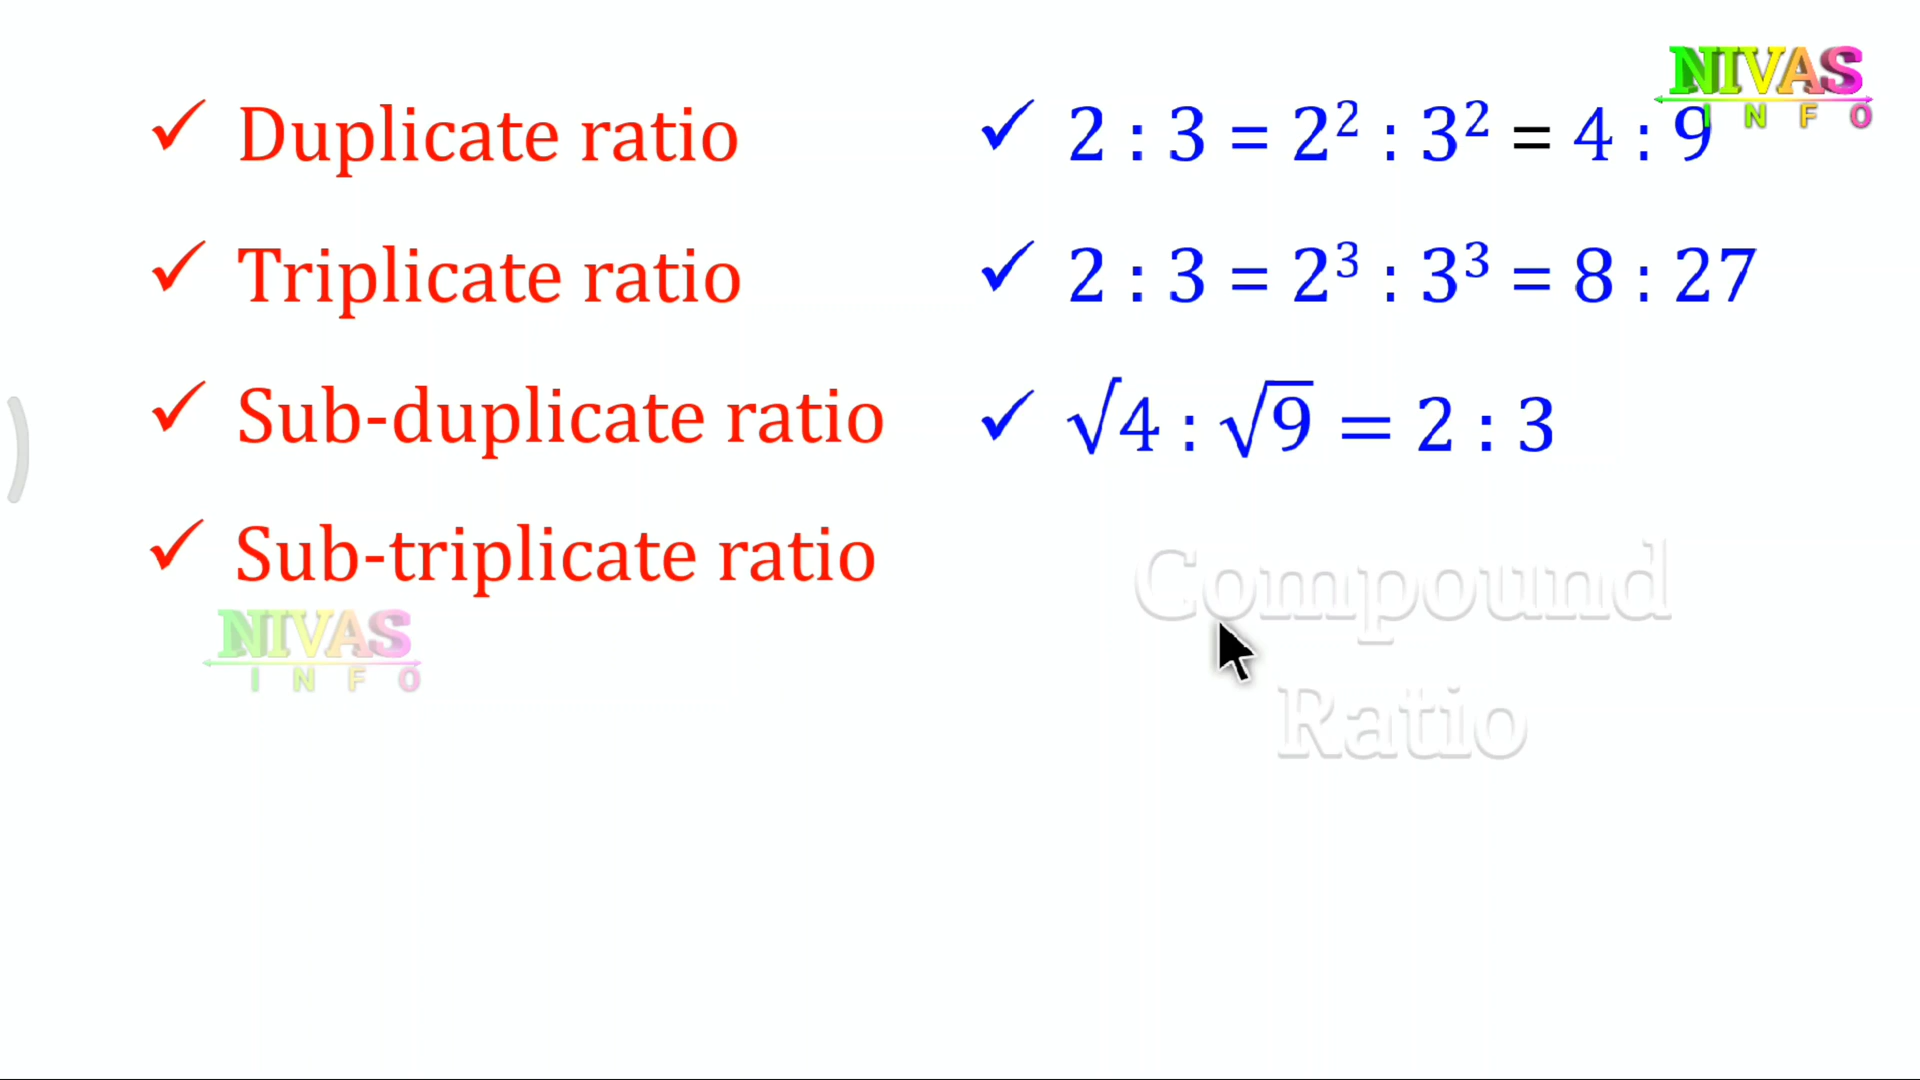 NIVAS
INFO
✓ Duplicate ratio
✓ 2 : 3 = 2² : 3² = 4 : 9
✓ Triplicate ratio
✓ 2 : 3 = 2³ : 3³ = 8 : 27
✓ Sub-duplicate ratio
✓ √4 : √9 = 2 : 3
✓ Sub-triplicate ratio
Compound
Ratio
NIVAS
INFO